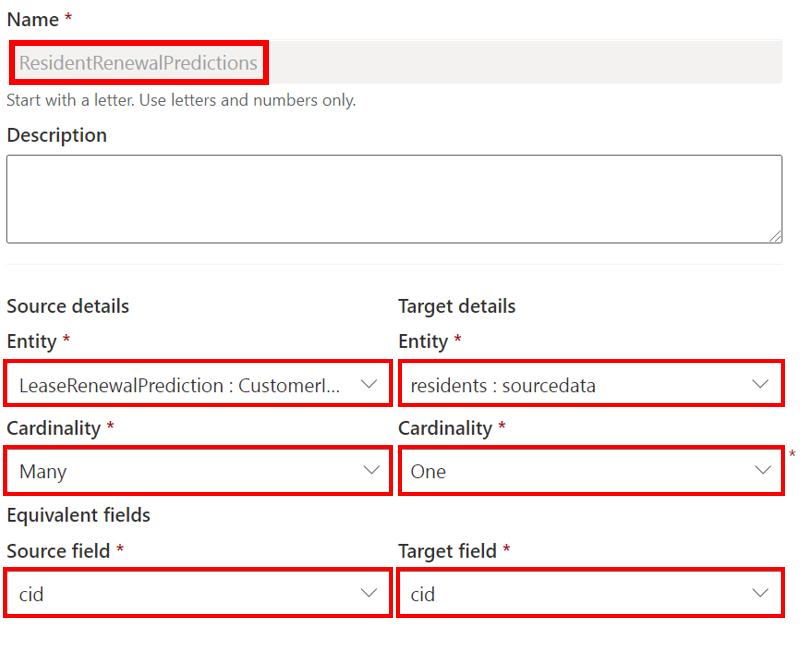 Name *
ResidentRenewalPredictions
Start with a letter. Use letters and numbers only.
Description
Source details
Target details
Entity *
Entity *
LeaseRenewalPrediction : CustomerI...
residents : sourcedata
Cardinality *
Cardinality *
Many
One
*
Equivalent fields
Source field *
Target field *
cid
cid